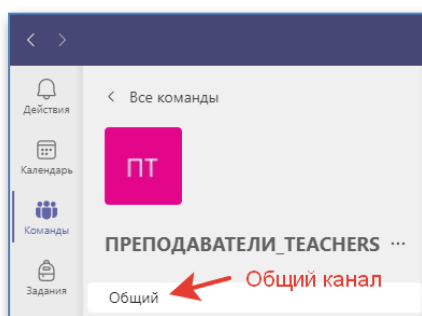 Действия
Все команды
Календарь
ПТ
Команды
ПРЕПОДАВАТЕЛИ_TEACHERS ...
Задания
Общий
Общий канал